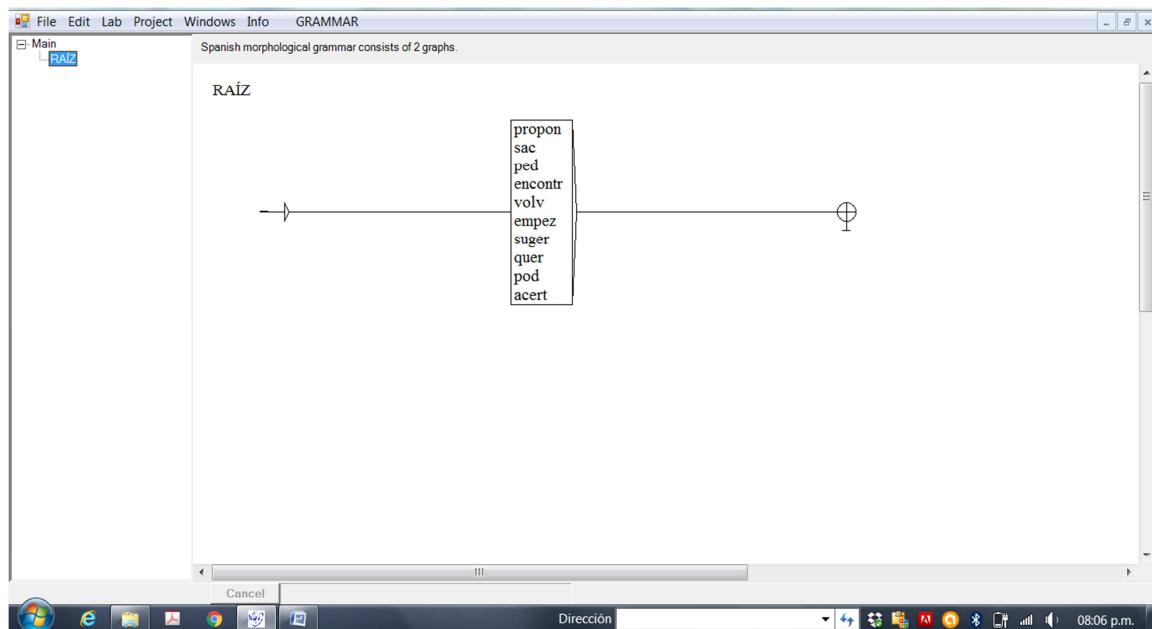 File Edit Lab Project Windows Info GRAMMAR
Main
RAÍZ
Spanish morphological grammar consists of 2 graphs.
RAÍZ
propon
sac
ped
encontr
volv
empez
suger
quer
pod
acert
Cancel
Dirección
08:06 p.m.